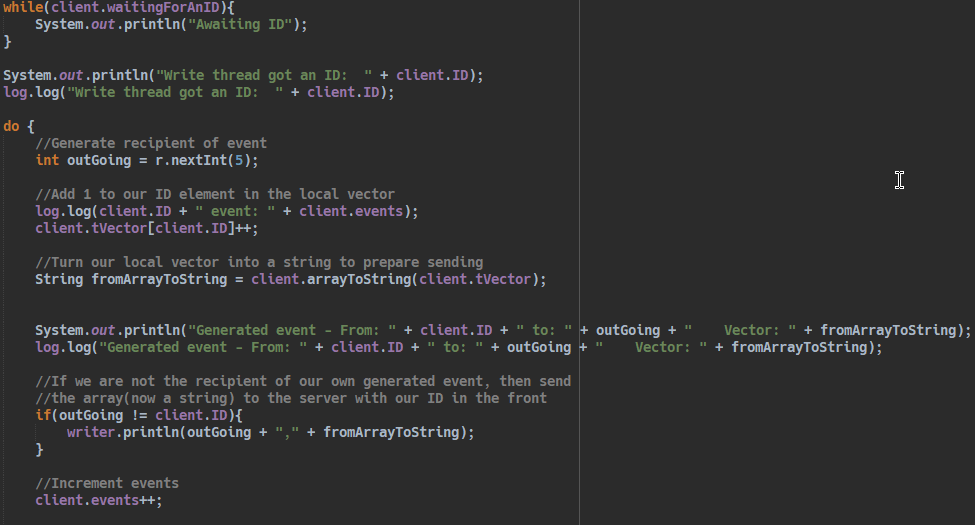 while(client.waitingForAnID){
    System.out.println("Awaiting ID");
}

System.out.println("Write thread got an ID:  " + client.ID);
log.log("Write thread got an ID:  " + client.ID);

do {
    //Generate recipient of event
    int outGoing = r.nextInt(5);

    //Add 1 to our ID element in the local vector
    log.log(client.ID + " event: " + client.events);
    client.tVector[client.ID]++;

    //Turn our local vector into a string to prepare sending
    String fromArrayToString = client.arrayToString(client.tVector);


    System.out.println("Generated event - From: " + client.ID + " to: " + outGoing + "    Vector: " + fromArrayToString);
    log.log("Generated event - From: " + client.ID + " to: " + outGoing + "    Vector: " + fromArrayToString);

    //If we are not the recipient of our own generated event, then send
    //the array(now a string) to the server with our ID in the front
    if(outGoing != client.ID){
        writer.println(outGoing + "," + fromArrayToString);
    }

    //Increment events
    client.events++;